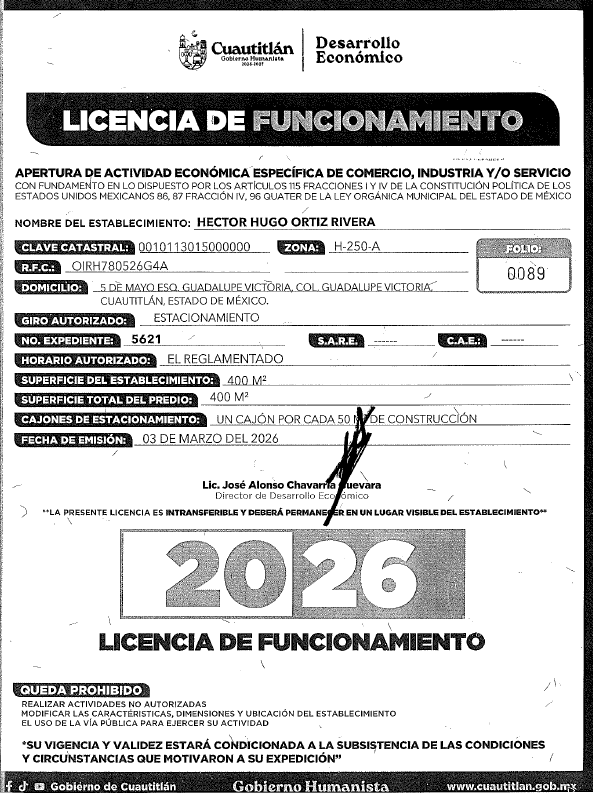 Cuautitlán
Gobierno Humanista
2025-2027
Desarrollo
Económico
LICENCIA DE FUNCIONAMIENTO
APERTURA DE ACTIVIDAD ECONÓMICA ESPECÍFICA DE COMERCIO, INDUSTRIA Y/O SERVICIO
CON FUNDAMENTO EN LO DISPUESTO POR LOS ARTÍCULOS 115 FRACCIONES I Y IV DE LA CONSTITUCIÓN POLÍTICA DE LOS
ESTADOS UNIDOS MEXICANOS 86, 87 FRACCIÓN IV, 96 QUATER DE LA LEY ORGÁNICA MUNICIPAL DEL ESTADO DE MÉXICO
NOMBRE DEL ESTABLECIMIENTO: HECTOR HUGO ORTIZ RIVERA
CLAVE CATASTRAL: 0010113015000000 ZONA: H-250-A
FOLIO:
0089
R.F.C.: OIRH780526G4A
DOMICILIO: 5 DE MAYO ESQ. GUADALUPE VICTORIA, COL. GUADALUPE VICTORIA,
CUAUTITLÁN, ESTADO DE MÉXICO.
GIRO AUTORIZADO: ESTACIONAMIENTO
NO. EXPEDIENTE: 5621 S.A.R.E. ------ C.A.E.: ------
HORARIO AUTORIZADO: EL REGLAMENTADO
SUPERFICIE DEL ESTABLECIMIENTO: 400 M²
SUPERFICIE TOTAL DEL PREDIO: 400 M²
CAJONES DE ESTACIONAMIENTO: UN CAJÓN POR CADA 50 M² DE CONSTRUCCIÓN
FECHA DE EMISIÓN: 03 DE MARZO DEL 2026
Lic. José Alonso Chavarría Guevara
Director de Desarrollo Económico
**LA PRESENTE LICENCIA ES INTRANSFERIBLE Y DEBERÁ PERMANECER EN UN LUGAR VISIBLE DEL ESTABLECIMIENTO**
2026
LICENCIA DE FUNCIONAMIENTO
QUEDA PROHIBIDO
REALIZAR ACTIVIDADES NO AUTORIZADAS
MODIFICAR LAS CARACTERÍSTICAS, DIMENSIONES Y UBICACIÓN DEL ESTABLECIMIENTO
EL USO DE LA VÍA PÚBLICA PARA EJERCER SU ACTIVIDAD
"SU VIGENCIA Y VALIDEZ ESTARÁ CONDICIONADA A LA SUBSISTENCIA DE LAS CONDICIONES
Y CIRCUNSTANCIAS QUE MOTIVARON A SU EXPEDICIÓN"
Gobierno de Cuautitlán Gobierno Humanista www.cuautitlan.gob.mx